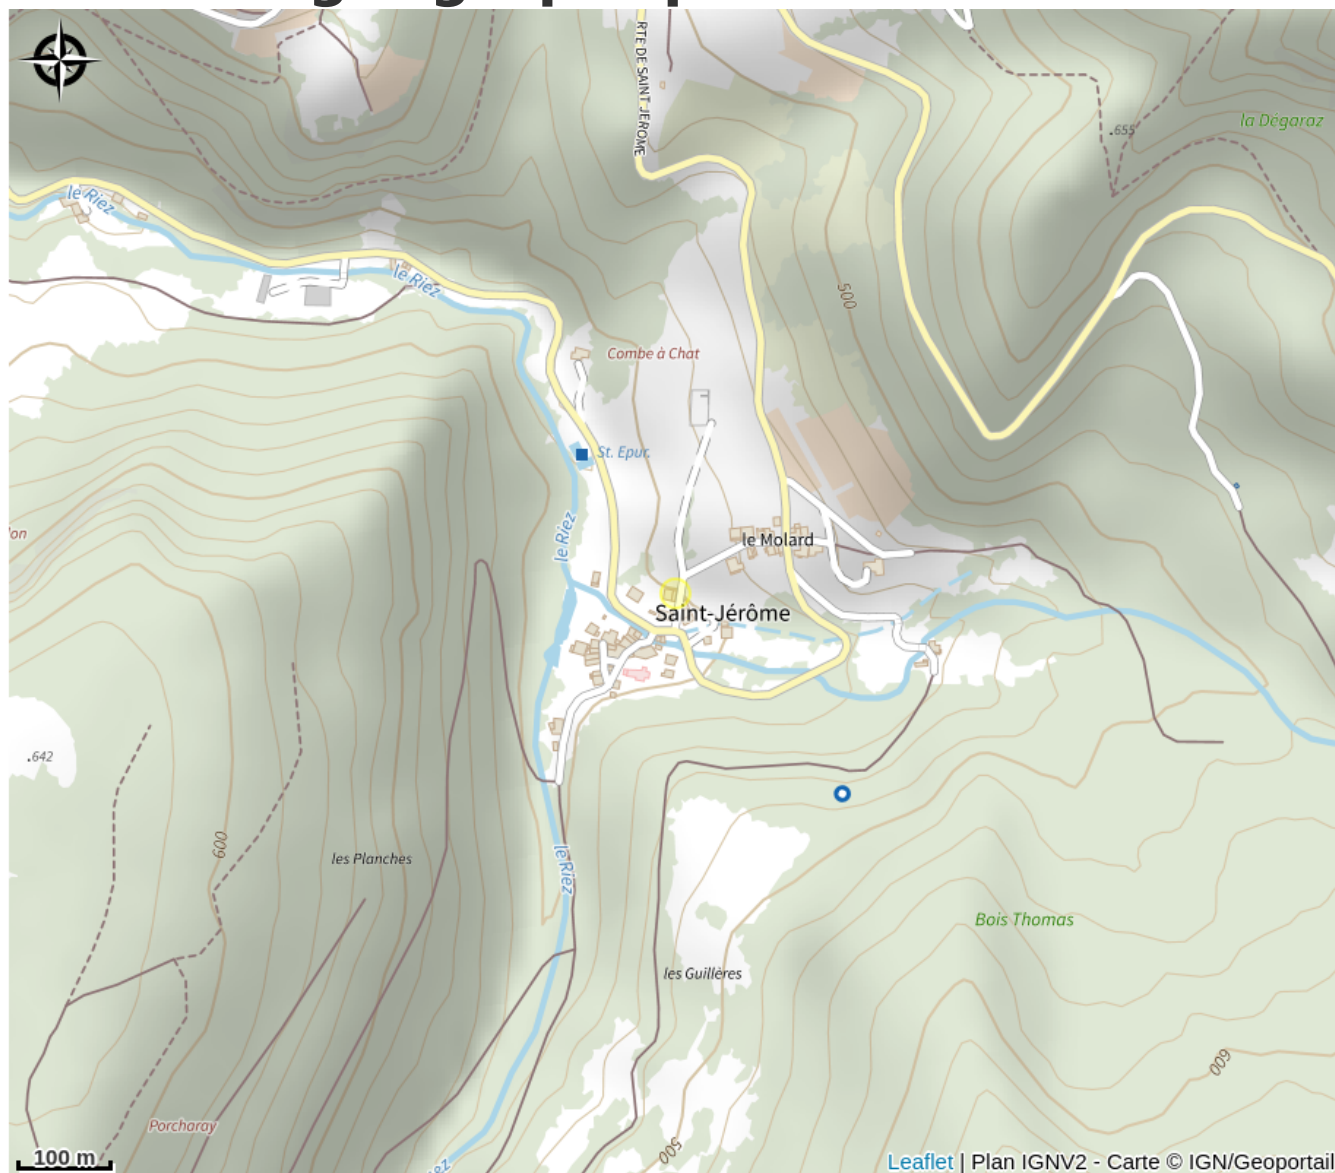 RTE DE SAINT JEROME
la Dégaraz
.655
le Riez
le Riez
500
Combe à Chat
St. Epur.
le Riez
le Molard
Saint-Jérôme
.642
600
les Planches
le Riez
Bois Thomas
les Guillères
600
Porcharay
500
100 m
Leaflet | Plan IGNV2 - Carte © IGN/Geoportail